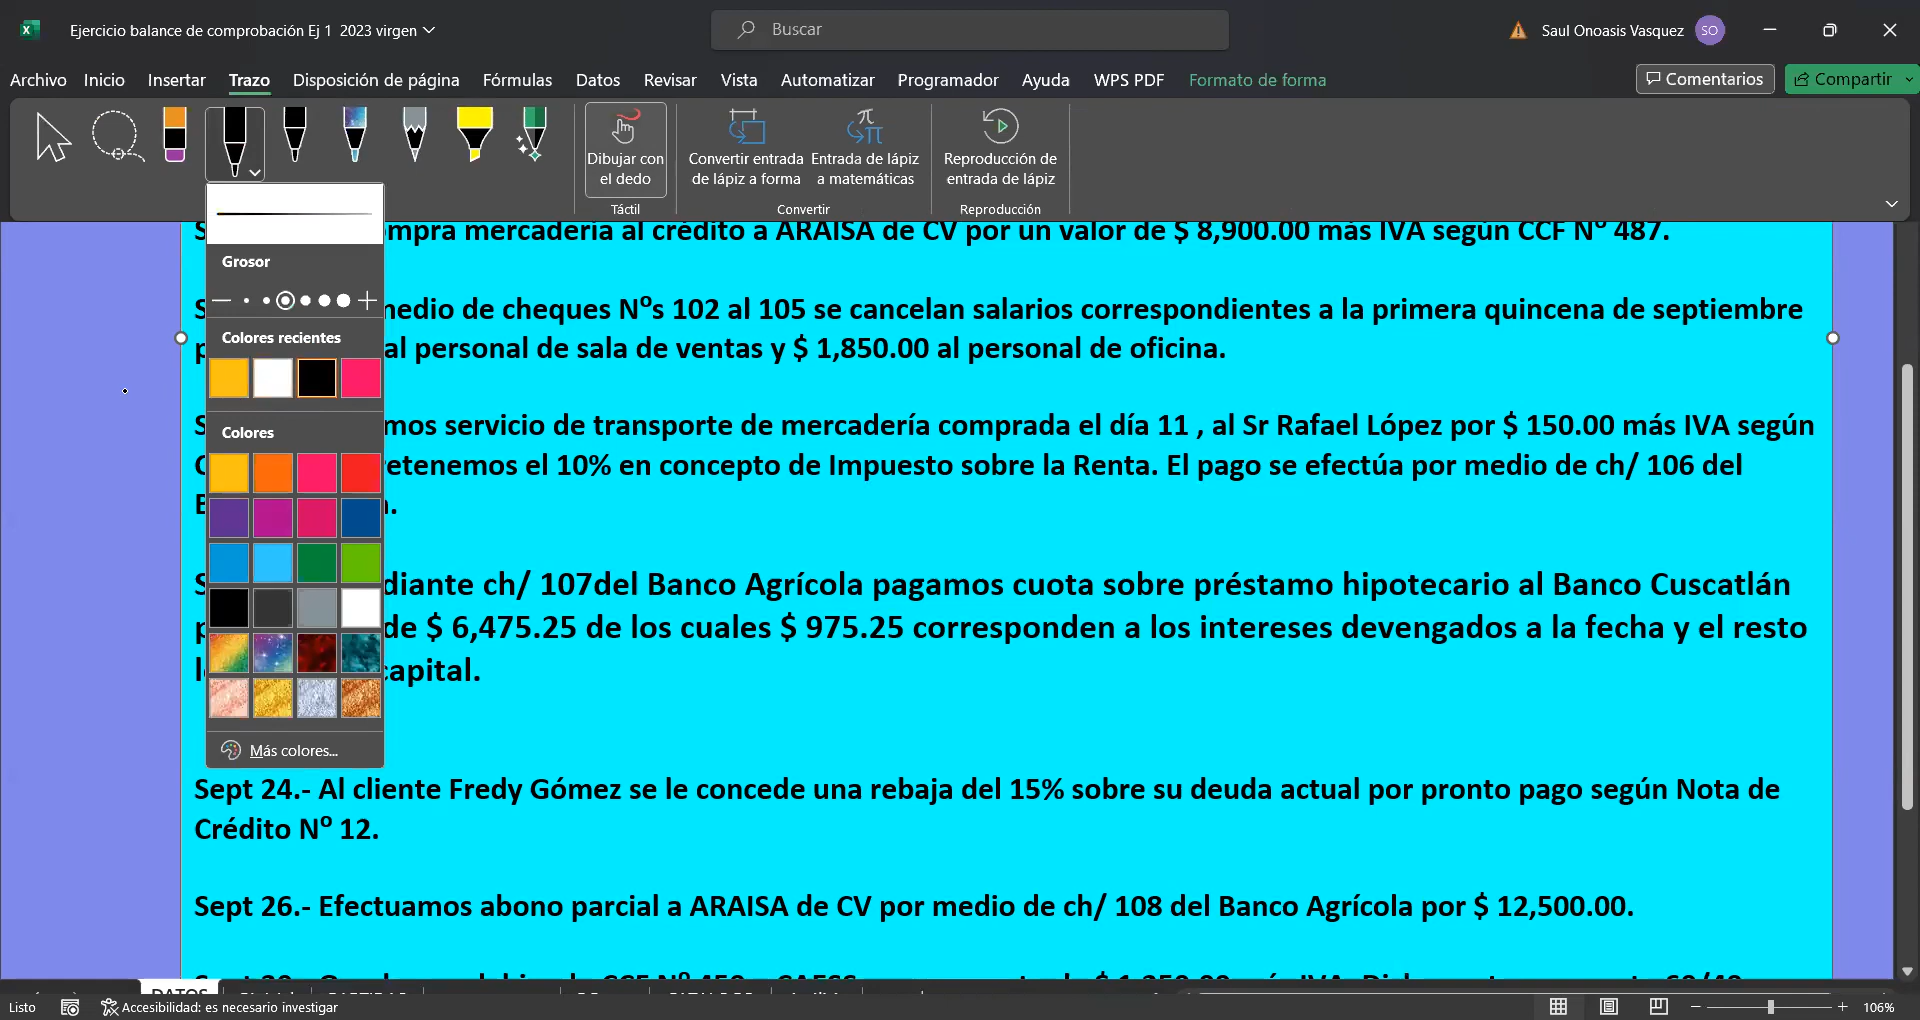 Ejercicio balance de comprobación Ej 1 2023 virgen
Buscar
Saul Onoasis Vasquez
SO
Archivo Inicio Insertar Trazo Disposición de página Fórmulas Datos Revisar Vista Automatizar Programador Ayuda WPS PDF Formato de forma
Comentarios
Compartir
Dibujar con
el dedo
Táctil
Convertir entrada
de lápiz a forma
Entrada de lápiz
a matemáticas
Convertir
Reproducción de
entrada de lápiz
Reproducción
Grosor
Colores recientes
Colores
Más colores...
mpra mercadería al crédito a ARAISA de CV por un valor de $ 8,900.00 más IVA según CCF Nº 487.
medio de cheques Nºs 102 al 105 se cancelan salarios correspondientes a la primera quincena de septiembre
al personal de sala de ventas y $ 1,850.00 al personal de oficina.
mos servicio de transporte de mercadería comprada el día 11 , al Sr Rafael López por $ 150.00 más IVA según
retenemos el 10% en concepto de Impuesto sobre la Renta. El pago se efectúa por medio de ch/ 106 del
diante ch/ 107del Banco Agrícola pagamos cuota sobre préstamo hipotecario al Banco Cuscatlán
de $ 6,475.25 de los cuales $ 975.25 corresponden a los intereses devengados a la fecha y el resto
capital.
Sept 24.- Al cliente Fredy Gómez se le concede una rebaja del 15% sobre su deuda actual por pronto pago según Nota de
Crédito Nº 12.
Sept 26.- Efectuamos abono parcial a ARAISA de CV por medio de ch/ 108 del Banco Agrícola por $ 12,500.00.
DATOS
Listo
Accesibilidad: es necesario investigar
106%